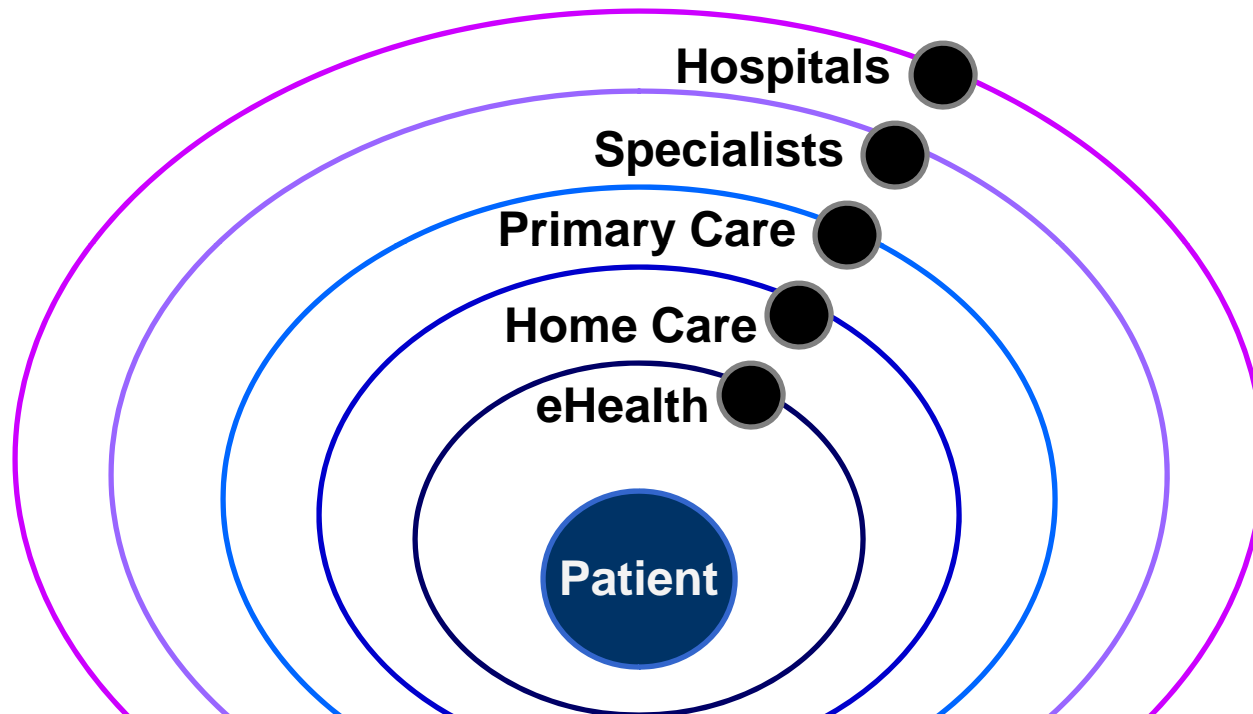 Hospitals
Specialists
Primary Care
Home Care
eHealth
Patient